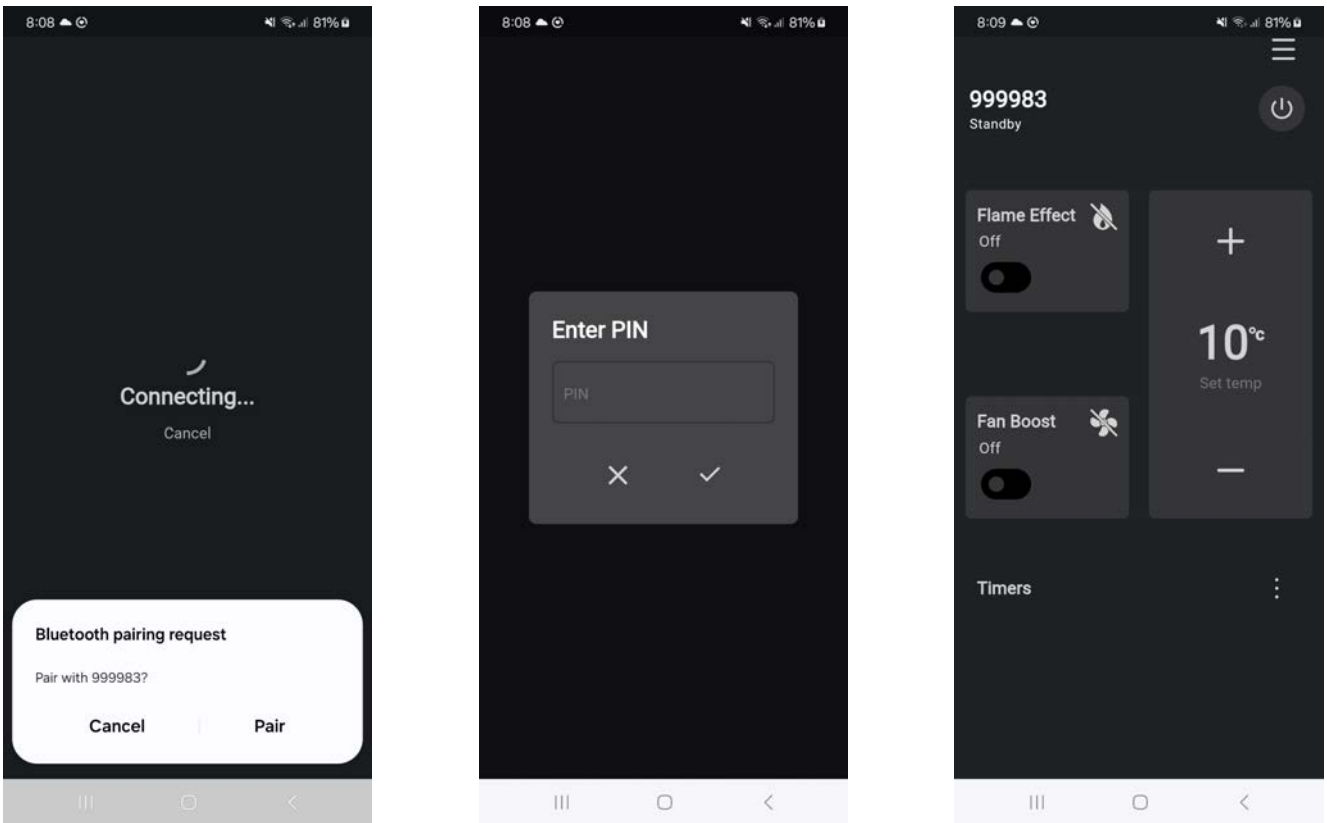 8:08 81%
Connecting...
Cancel
Bluetooth pairing request
Pair with 999983?
Cancel Pair
8:08 81%
Enter PIN
PIN
8:09 81%
999983
Standby
Flame Effect
Off
+
10°c
Set temp
−
Fan Boost
Off
Timers